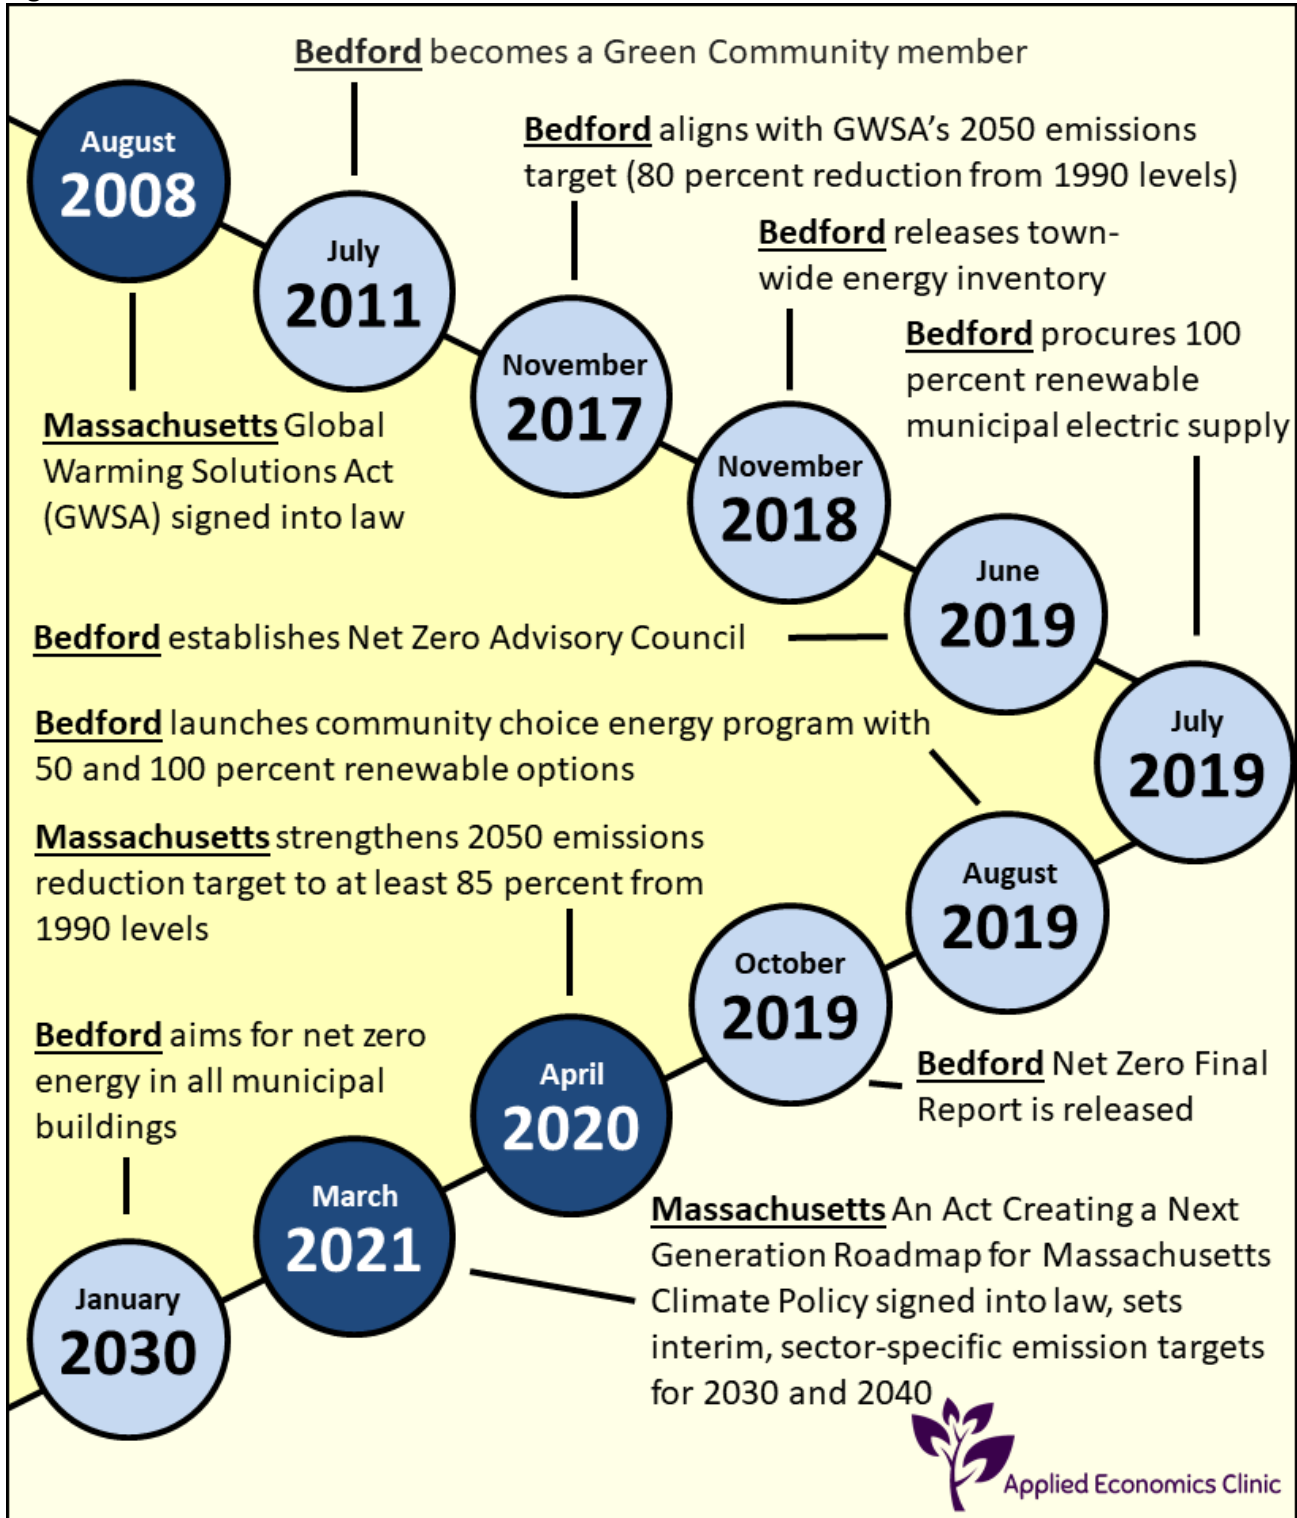 Bedford becomes a Green Community member
August
2008
Bedford aligns with GWSA's 2050 emissions
target (80 percent reduction from 1990 levels)
July
2011
Bedford releases town-
wide energy inventory
November
2017
Bedford procures 100
percent renewable
municipal electric supply
Massachusetts Global
Warming Solutions Act
(GWSA) signed into law
November
2018
June
2019
Bedford establishes Net Zero Advisory Council
Bedford launches community choice energy program with
50 and 100 percent renewable options
July
2019
Massachusetts strengthens 2050 emissions
reduction target to at least 85 percent from
1990 levels
August
2019
October
2019
Bedford aims for net zero
energy in all municipal
buildings
April
2020
Bedford Net Zero Final
Report is released
March
2021
Massachusetts An Act Creating a Next
Generation Roadmap for Massachusetts
Climate Policy signed into law, sets
interim, sector-specific emission targets
for 2030 and 2040
January
2030
Applied Economics Clinic